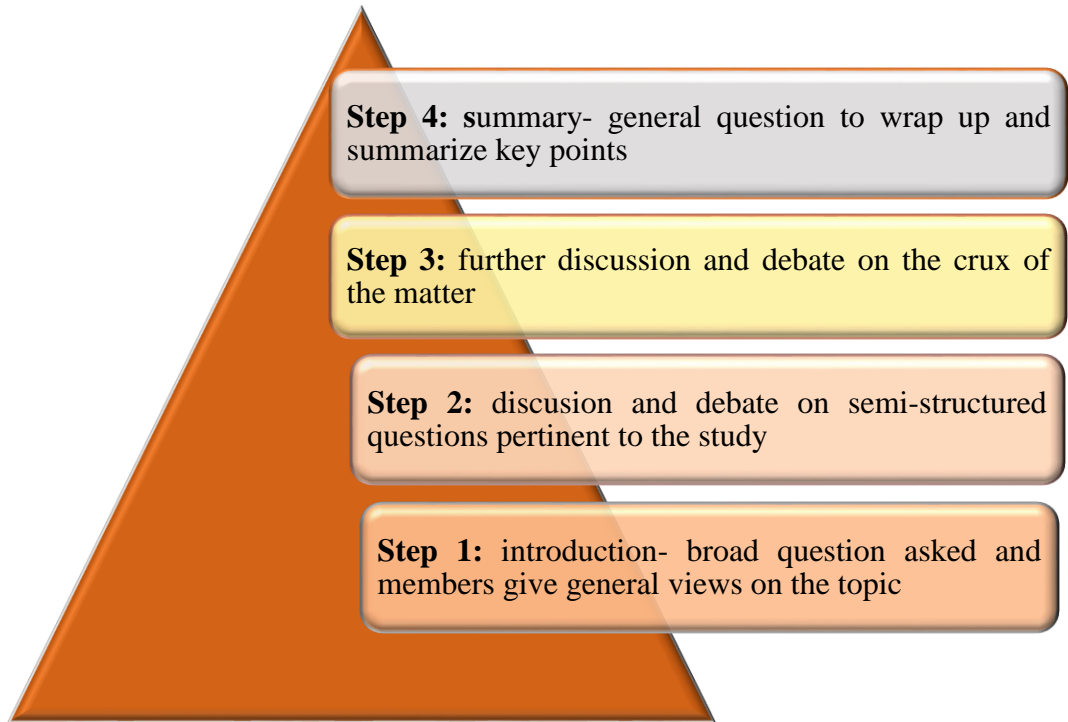 Step 4: summary- general question to wrap up and
summarize key points
Step 3: further discussion and debate on the crux of
the matter
Step 2: discusion and debate on semi-structured
questions pertinent to the study
Step 1: introduction- broad question asked and
members give general views on the topic